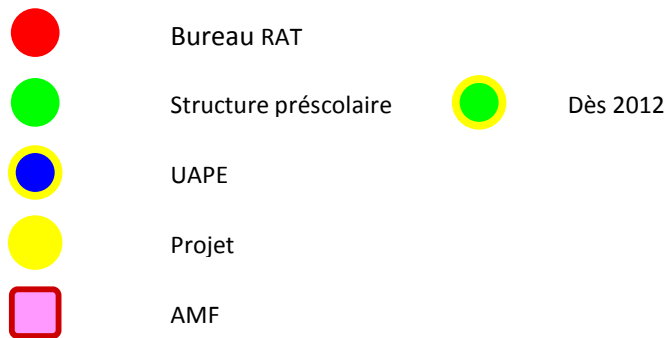 Bureau RAT
Structure préscolaire Dès 2012
UAPE
Projet
AMF